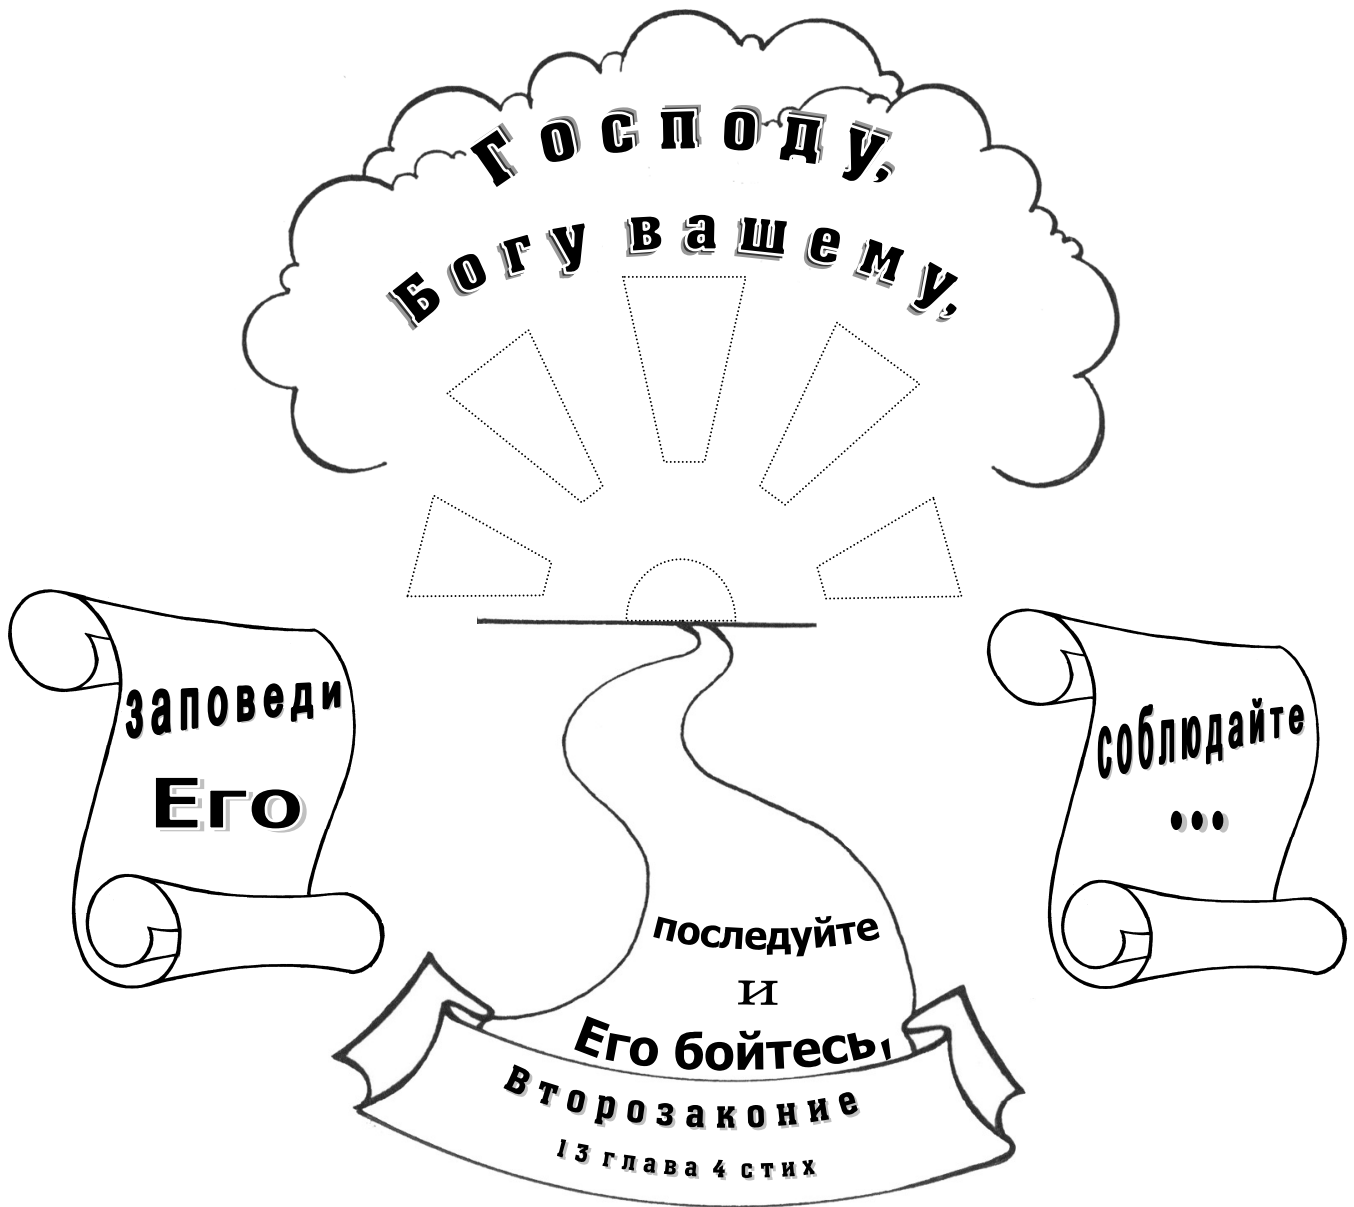 Господу,
Богу вашему,
последуйте
и
Его бойтесь,
заповеди
Его
соблюдайте
...
Второзаконие
13 глава 4 стих